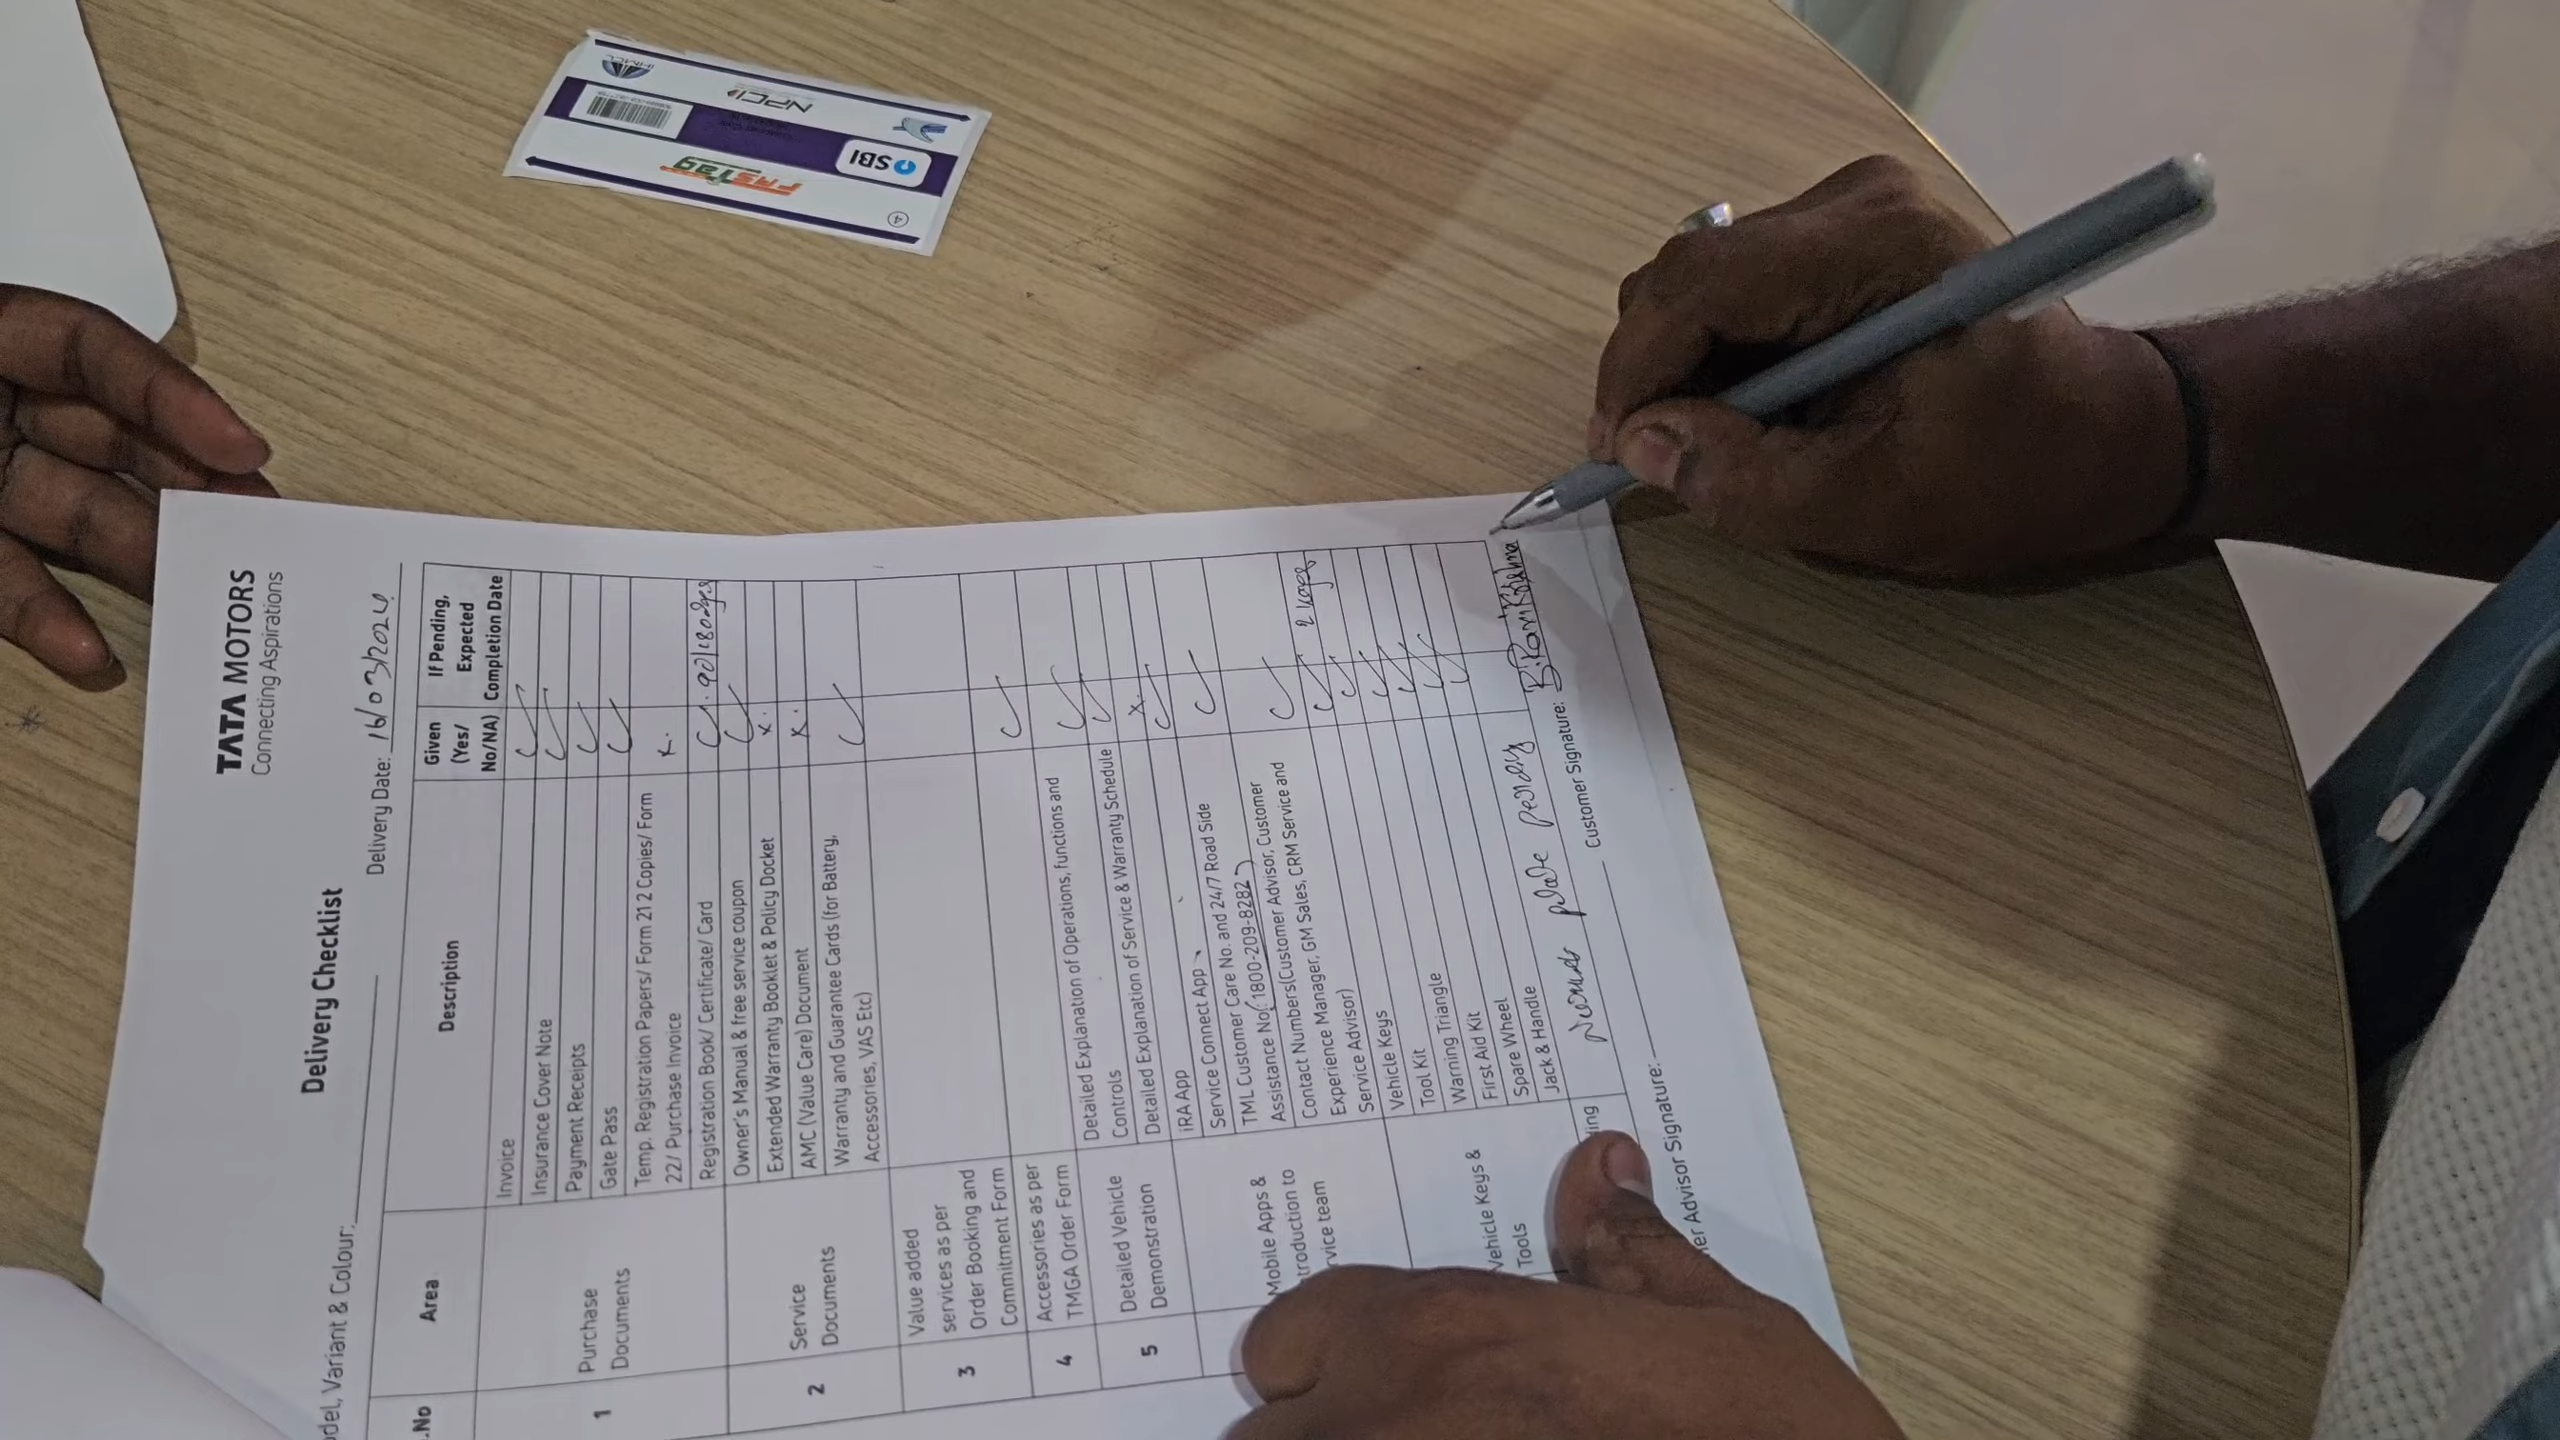 TATA MOTORS
Connecting Aspirations
Delivery Checklist
odel, Variant & Colour:
Delivery Date: 16/03/2024
.No
Area
Description
Given (Yes/ No/NA)
If Pending, Expected Completion Date
1
Purchase
Documents
Invoice
Insurance Cover Note
Payment Receipts
Gate Pass
Temp. Registration Papers/ Form 21 2 Copies/ Form
22/ Purchase Invoice
x.
Registration Book/ Certificate/ Card
2
Service
Documents
Owner's Manual & free service coupon
Extended Warranty Booklet & Policy Docket
x.
AMC (Value Care) Document
x.
Warranty and Guarantee Cards (for Battery,
Accessories, VAS Etc)
3
Value added
services as per
Order Booking and
Commitment Form
4
Accessories as per
TMGA Order Form
5
Detailed Vehicle
Demonstration
Detailed Explanation of Operations, functions and
Controls
Detailed Explanation of Service & Warranty Schedule
Mobile Apps &
troduction to
rvice team
iRA App
x.
Service Connect App
TML Customer Care No. and 24/7 Road Side
Assistance No(1800-209-8282)
Contact Numbers(Customer Advisor, Customer
Experience Manager, GM Sales, CRM Service and
Service Advisor)
Vehicle Keys &
Tools
Vehicle Keys
2 keyes
Tool Kit
Warning Triangle
First Aid Kit
Spare Wheel
Jack & Handle
ing
plate
er Advisor Signature:
Customer Signature:
IHMCL
NPCI
SBI
FASTag
4